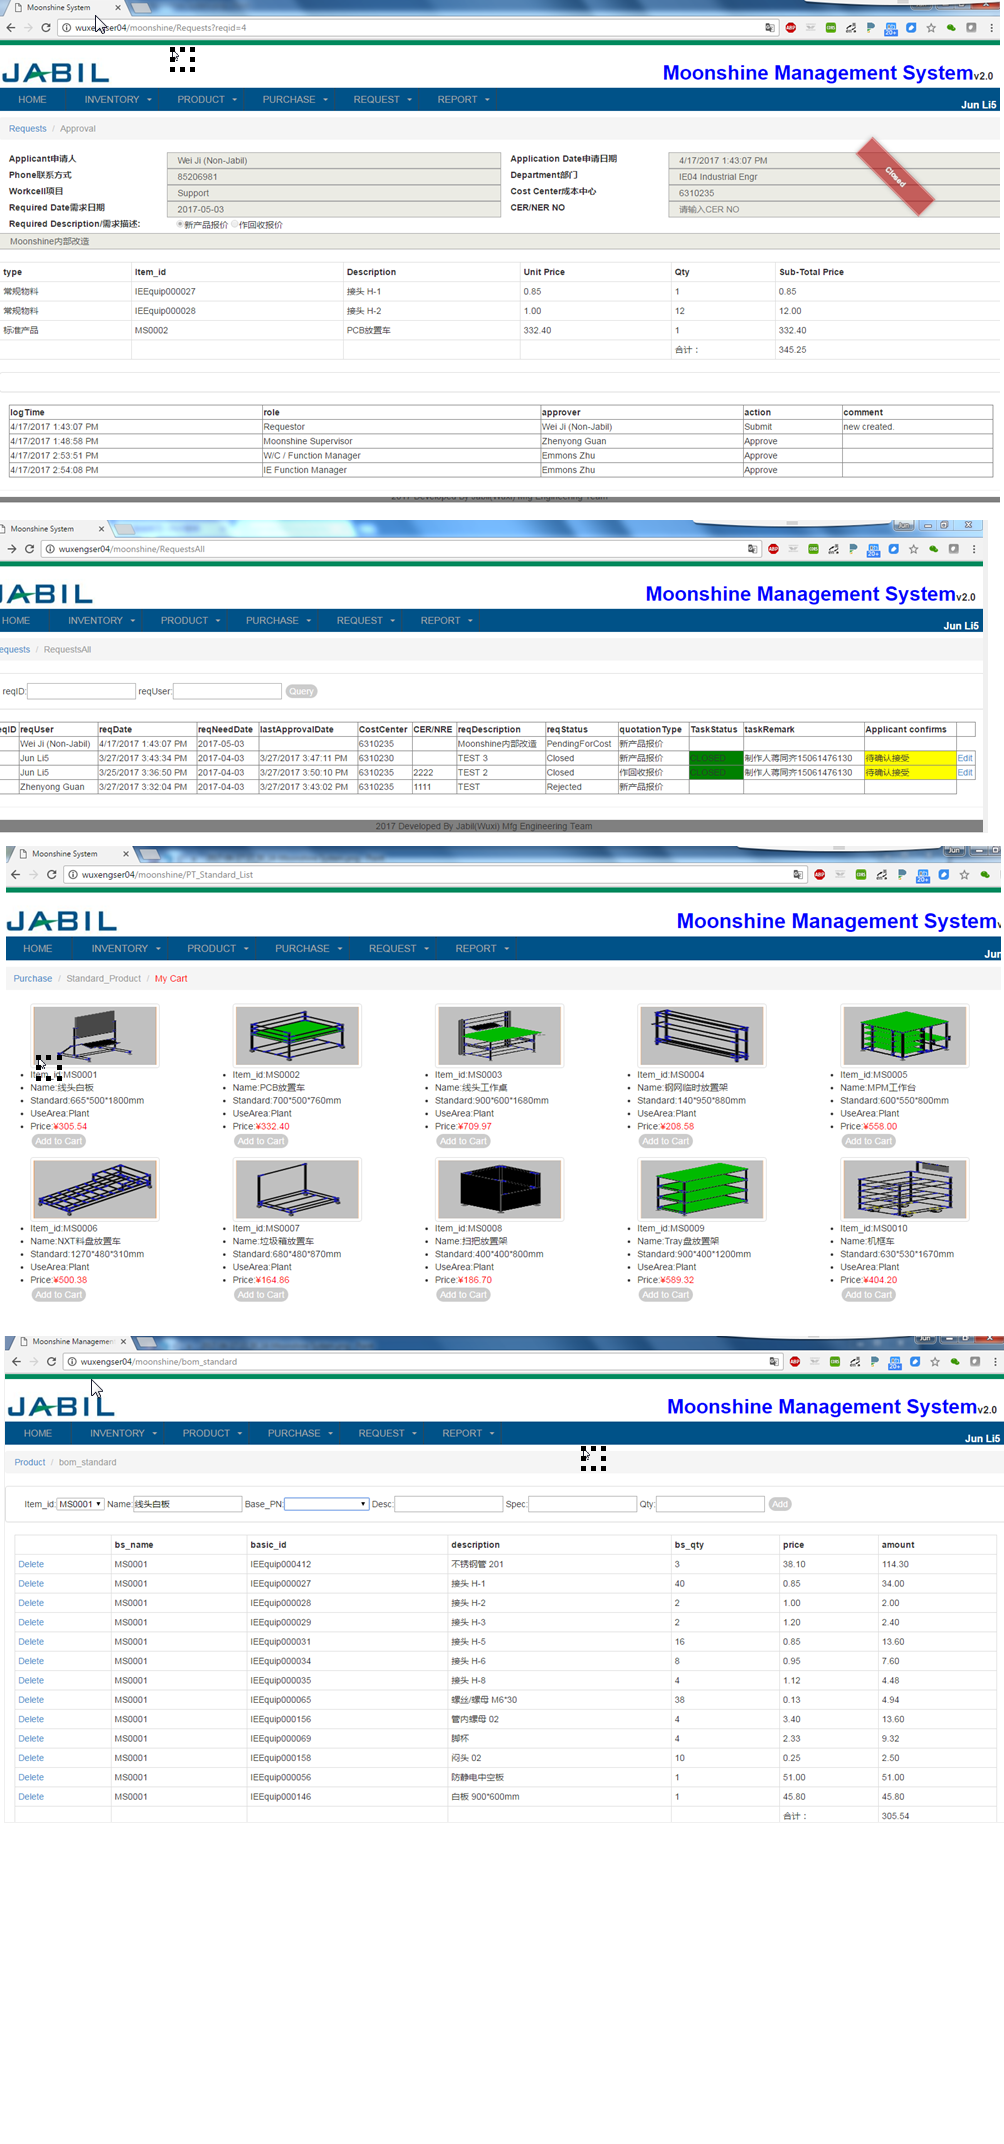 Moonshine System
wuxengser04/moonshine/Requests?reqid=4
JABIL
Moonshine Management Systemv2.0
HOME INVENTORY PRODUCT PURCHASE REQUEST REPORT
Jun Li5
Requests / Approval
Applicant申请人 Wei Ji (Non-Jabil) Application Date申请日期 4/17/2017 1:43:07 PM
Phone联系方式 85206981 Department部门 IE04 Industrial Engr
Workcell项目 Support Cost Center成本中心 6310235
Required Date需求日期 2017-05-03 CER/NER NO 请输入CER NO
Closed
Required Description/需求描述: 新产品报价 作回收报价
Moonshine内部改造
type Item_id Description Unit Price Qty Sub-Total Price
常规物料 IEEquip000027 接头 H-1 0.85 1 0.85
常规物料 IEEquip000028 接头 H-2 1.00 12 12.00
标准产品 MS0002 PCB放置车 332.40 1 332.40
合计： 345.25
logTime role approver action comment
4/17/2017 1:43:07 PM Requestor Wei Ji (Non-Jabil) Submit new created.
4/17/2017 1:48:58 PM Moonshine Supervisor Zhenyong Guan Approve
4/17/2017 2:53:51 PM W/C / Function Manager Emmons Zhu Approve
4/17/2017 2:54:08 PM IE Function Manager Emmons Zhu Approve
2017 Developed By Jabil(Wuxi) Mfg Engineering Team
Moonshine System
Jun
wuxengser04/moonshine/RequestsAll
JABIL
Moonshine Management Systemv2.0
HOME INVENTORY PRODUCT PURCHASE REQUEST REPORT
Jun Li5
equests / RequestsAll
reqID: reqUser: Query
eqID reqUser reqDate reqNeedDate lastApprovalDate CostCenter CER/NRE reqDescription reqStatus quotationType TaskStatus taskRemark Applicant confirms
Wei Ji (Non-Jabil) 4/17/2017 1:43:07 PM 2017-05-03 6310235 Moonshine内部改造 PendingForCost 新产品报价
Jun Li5 3/27/2017 3:43:34 PM 2017-04-03 3/27/2017 3:47:11 PM 6310230 TEST 3 Closed 新产品报价 CLOSED 制作人蒋同齐15061476130 待确认接受 Edit
Jun Li5 3/25/2017 3:36:50 PM 2017-04-03 3/27/2017 3:50:10 PM 6310235 2222 TEST 2 Closed 作回收报价 CLOSED 制作人蒋同齐15061476130 待确认接受 Edit
Zhenyong Guan 3/27/2017 3:32:04 PM 2017-04-03 3/27/2017 3:43:02 PM 6310235 1111 TEST Rejected 新产品报价
2017 Developed By Jabil(Wuxi) Mfg Engineering Team
Moonshine System
Jun
wuxengser04/moonshine/PT_Standard_List
JABIL
Moonshine Management System
HOME INVENTORY PRODUCT PURCHASE REQUEST REPORT
Jun
Purchase / Standard_Product / My Cart
Item_id:MS0001 Item_id:MS0002 Item_id:MS0003 Item_id:MS0004 Item_id:MS0005
Name:线头白板 Name:PCB放置车 Name:线头工作桌 Name:钢网临时放置架 Name:MPM工作台
Standard:665*500*1800mm Standard:700*500*760mm Standard:900*600*1680mm Standard:140*950*880mm Standard:600*550*800mm
UseArea:Plant UseArea:Plant UseArea:Plant UseArea:Plant UseArea:Plant
Price:¥305.54 Price:¥332.40 Price:¥709.97 Price:¥208.58 Price:¥558.00
Add to Cart Add to Cart Add to Cart Add to Cart Add to Cart
Item_id:MS0006 Item_id:MS0007 Item_id:MS0008 Item_id:MS0009 Item_id:MS0010
Name:NXT料盘放置车 Name:垃圾箱放置车 Name:扫把放置架 Name:Tray盘放置架 Name:机框车
Standard:1270*480*310mm Standard:680*480*870mm Standard:400*400*800mm Standard:900*400*1200mm Standard:630*530*1670mm
UseArea:Plant UseArea:Plant UseArea:Plant UseArea:Plant UseArea:Plant
Price:¥500.38 Price:¥164.86 Price:¥186.70 Price:¥589.32 Price:¥404.20
Add to Cart Add to Cart Add to Cart Add to Cart Add to Cart
Moonshine Management
Jun
wuxengser04/moonshine/bom_standard
JABIL
Moonshine Management Systemv2.0
HOME INVENTORY PRODUCT PURCHASE REQUEST REPORT
Jun Li5
Product / bom_standard
Item_id: MS0001 Name: 线头白板 Base_PN: Desc: Spec: Qty: Add
bs_name basic_id description bs_qty price amount
Delete MS0001 IEEquip000412 不锈钢管 201 3 38.10 114.30
Delete MS0001 IEEquip000027 接头 H-1 40 0.85 34.00
Delete MS0001 IEEquip000028 接头 H-2 2 1.00 2.00
Delete MS0001 IEEquip000029 接头 H-3 2 1.20 2.40
Delete MS0001 IEEquip000031 接头 H-5 16 0.85 13.60
Delete MS0001 IEEquip000034 接头 H-6 8 0.95 7.60
Delete MS0001 IEEquip000035 接头 H-8 4 1.12 4.48
Delete MS0001 IEEquip000065 螺丝/螺母 M6*30 38 0.13 4.94
Delete MS0001 IEEquip000156 管内螺母 02 4 3.40 13.60
Delete MS0001 IEEquip000069 脚杯 4 2.33 9.32
Delete MS0001 IEEquip000158 闷头 02 10 0.25 2.50
Delete MS0001 IEEquip000056 防静电中空板 1 51.00 51.00
Delete MS0001 IEEquip000146 白板 900*600mm 1 45.80 45.80
合计： 305.54